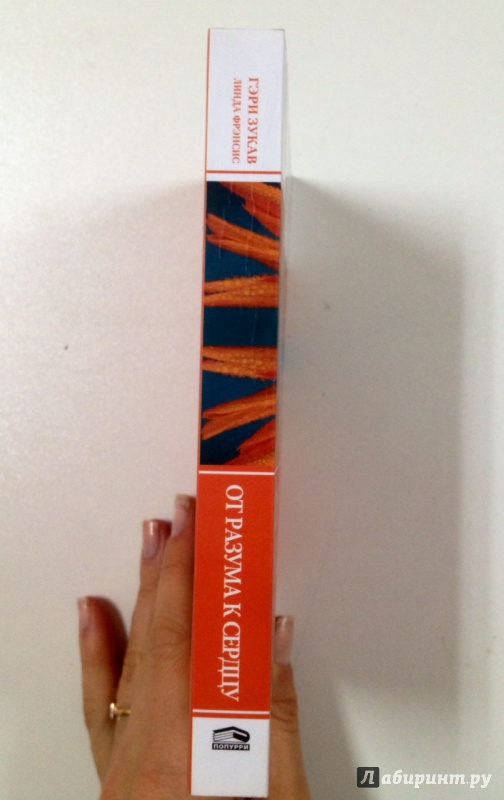 ГЭРИ ЗУКАВ
ЛИНДА ФРЭНСИС
ОТ РАЗУМА К СЕРДЦУ
ПОПУРРИ
Лабиринт.ру